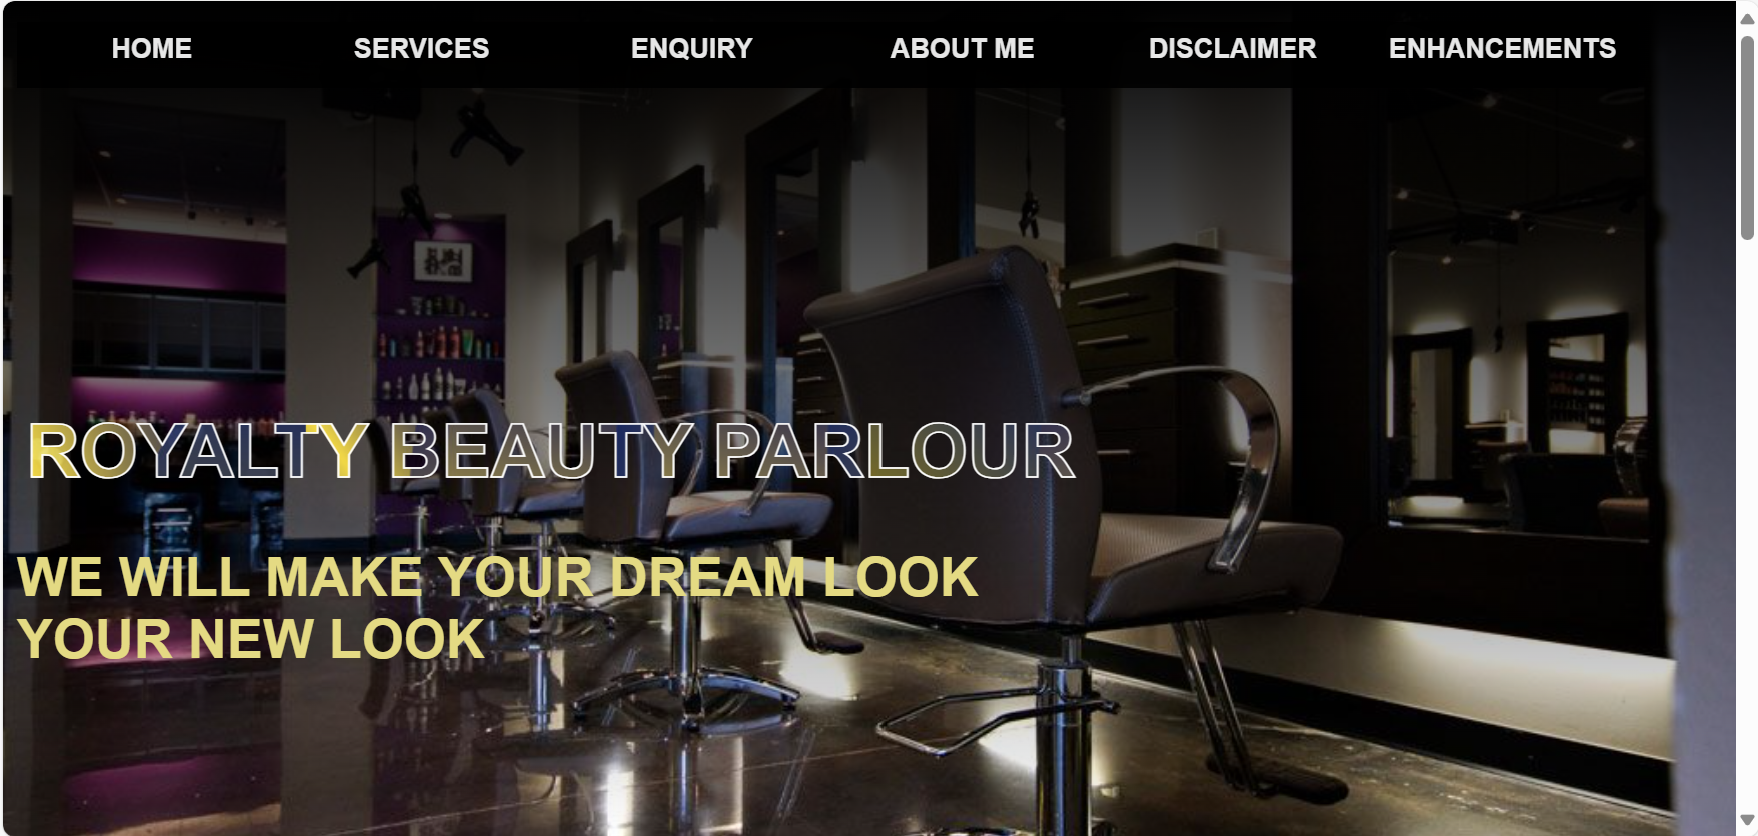 HOME SERVICES ENQUIRY ABOUT ME DISCLAIMER ENHANCEMENTS
ROYALTY BEAUTY PARLOUR
WE WILL MAKE YOUR DREAM LOOK
YOUR NEW LOOK